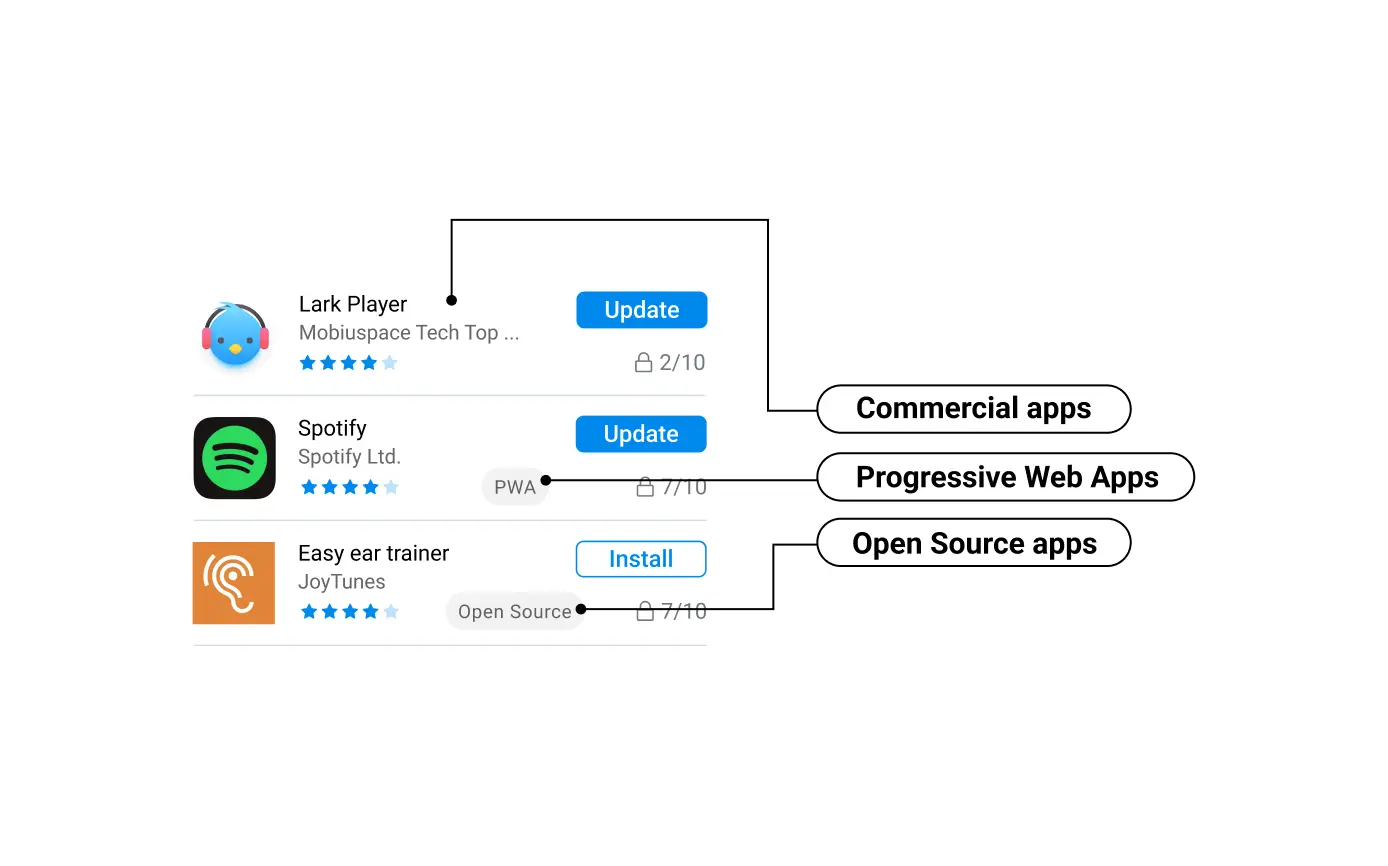 Lark Player
Update
Mobiuspace Tech Top ...
2/10
Commercial apps
Spotify
Update
Spotify Ltd.
PWA
7/10
Progressive Web Apps
Easy ear trainer
Install
JoyTunes
Open Source
7/10
Open Source apps